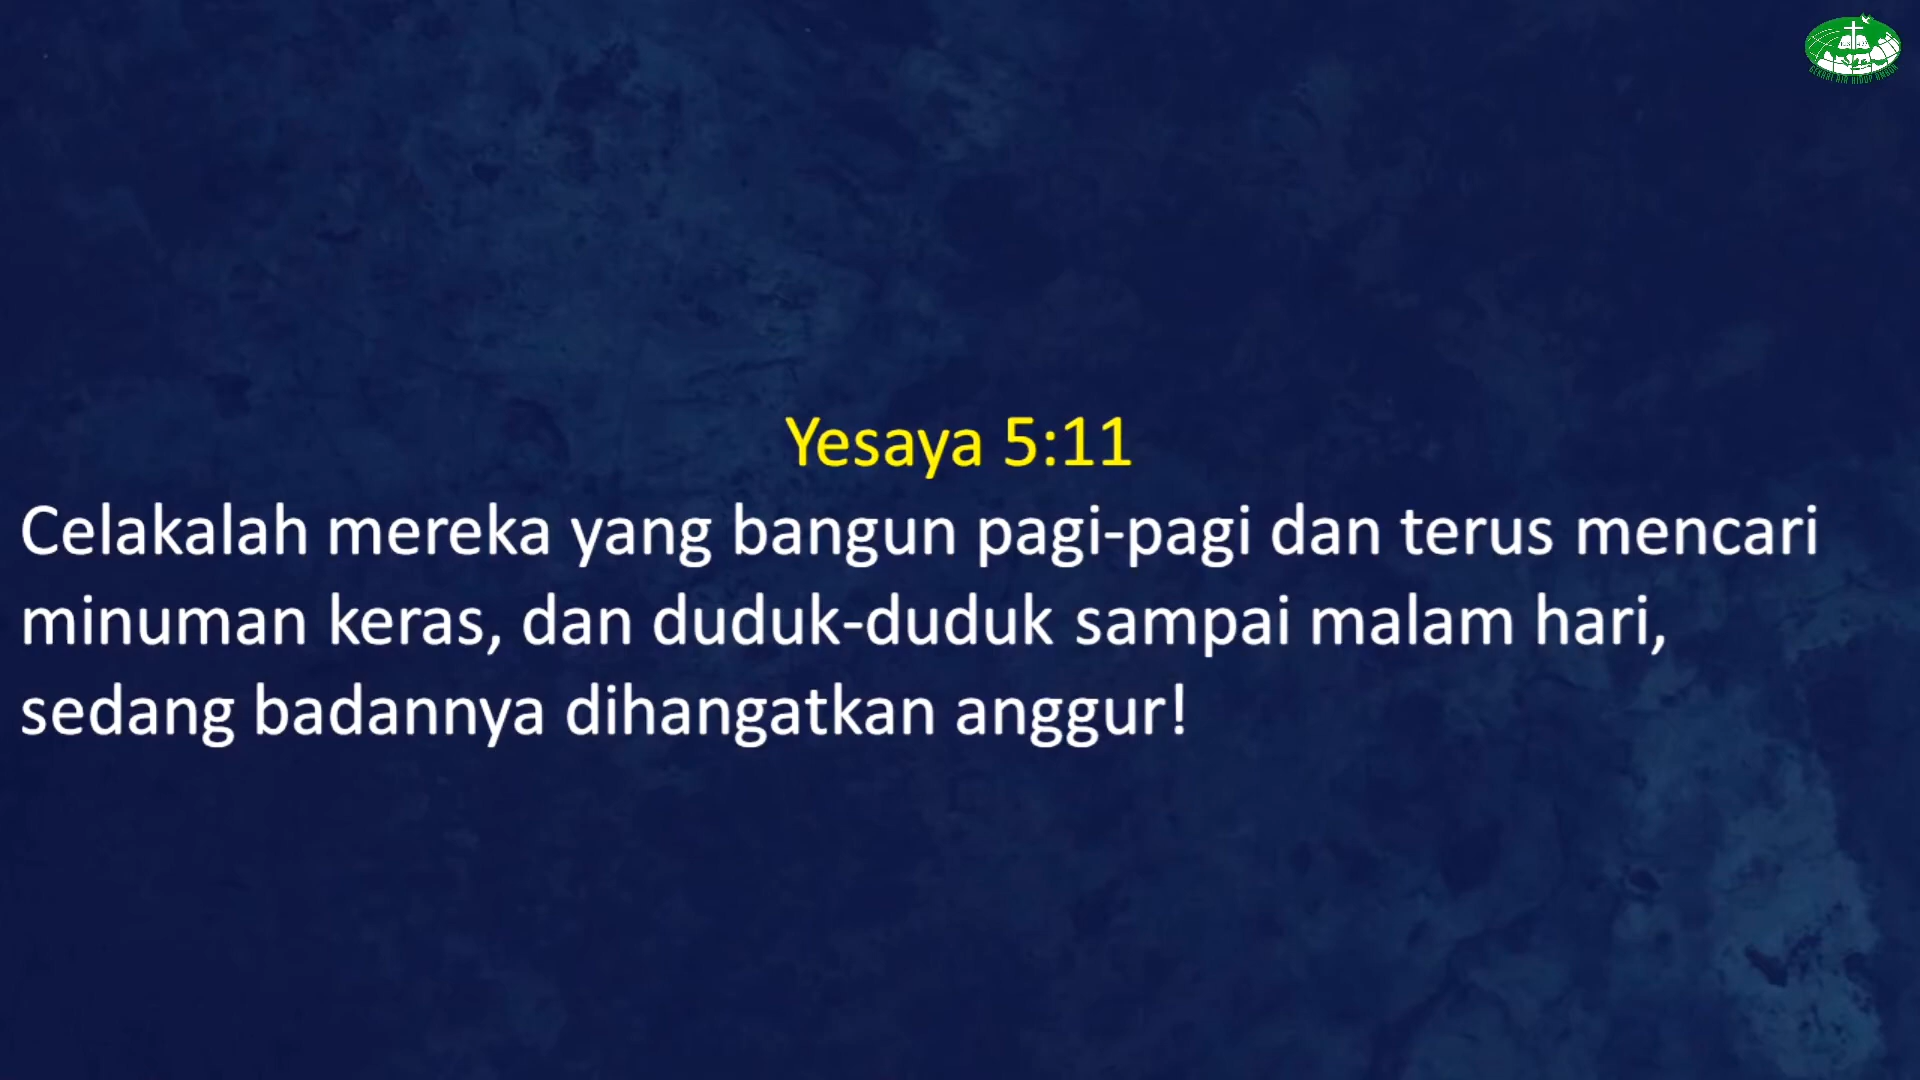 Yesaya 5:11
Celakalah mereka yang bangun pagi-pagi dan terus mencari
minuman keras, dan duduk-duduk sampai malam hari,
sedang badannya dihangatkan anggur!